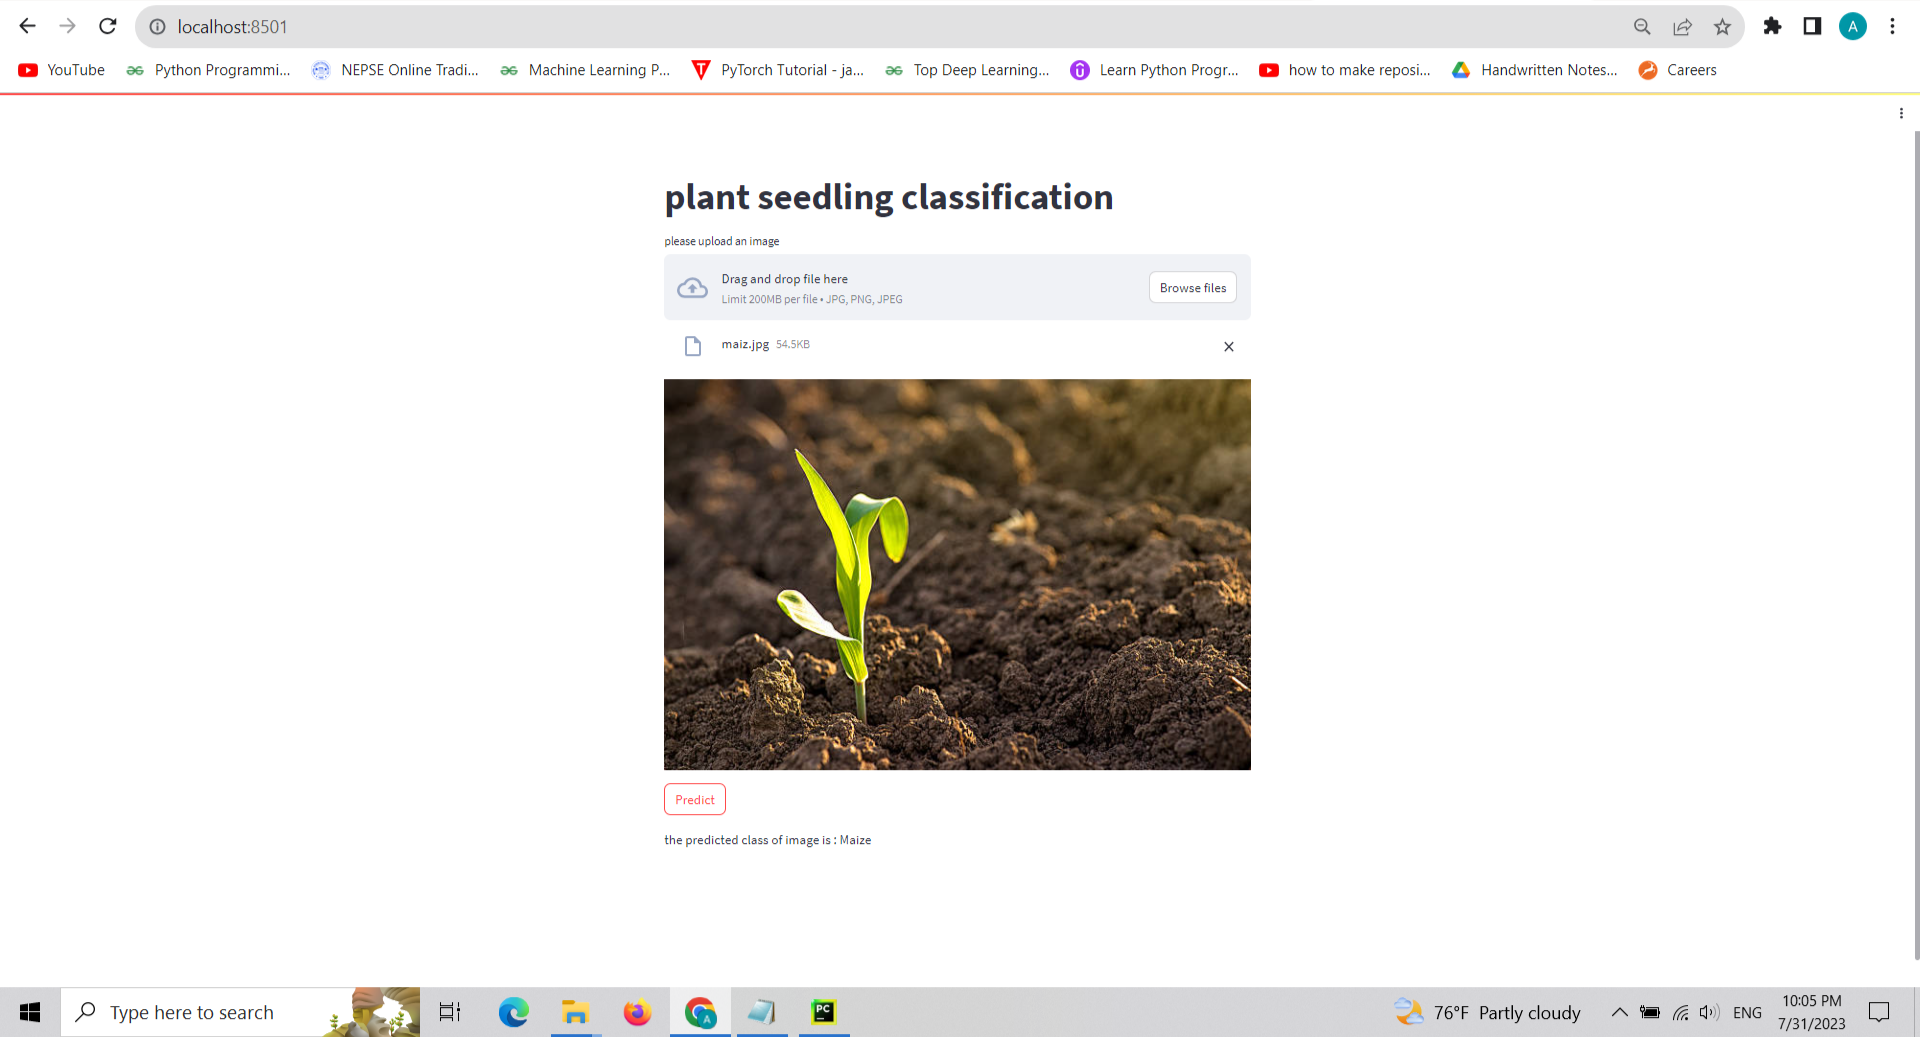 localhost:8501
A
YouTube
Python Programmi...
NEPSE Online Tradi...
Machine Learning P...
PyTorch Tutorial - ja...
Top Deep Learning...
Learn Python Progr...
how to make reposi...
Handwritten Notes...
Careers
plant seedling classification
please upload an image
Drag and drop file here
Limit 200MB per file • JPG, PNG, JPEG
Browse files
maiz.jpg 54.5KB
Predict
the predicted class of image is : Maize
Type here to search
A
PC
76°F Partly cloudy
ENG
10:05 PM
7/31/2023